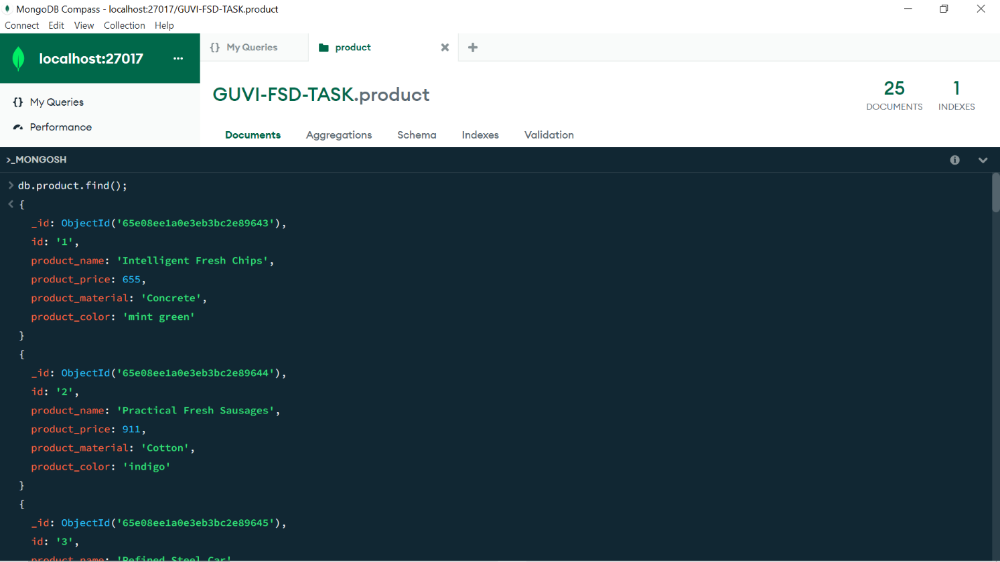 MongoDB Compass - localhost:27017/GUVI-FSD-TASK.product
Connect Edit View Collection Help
localhost:27017 ...
{} My Queries
product
{} My Queries
Performance
GUVI-FSD-TASK.product
25
DOCUMENTS
1
INDEXES
Documents Aggregations Schema Indexes Validation
>_MONGOSH
> db.product.find();
< {
_id: ObjectId('65e08ee1a0e3eb3bc2e89643'),
id: '1',
product_name: 'Intelligent Fresh Chips',
product_price: 655,
product_material: 'Concrete',
product_color: 'mint green'
}
{
_id: ObjectId('65e08ee1a0e3eb3bc2e89644'),
id: '2',
product_name: 'Practical Fresh Sausages',
product_price: 911,
product_material: 'Cotton',
product_color: 'indigo'
}
{
_id: ObjectId('65e08ee1a0e3eb3bc2e89645'),
id: '3',
product_name: 'Refined Steel Car'